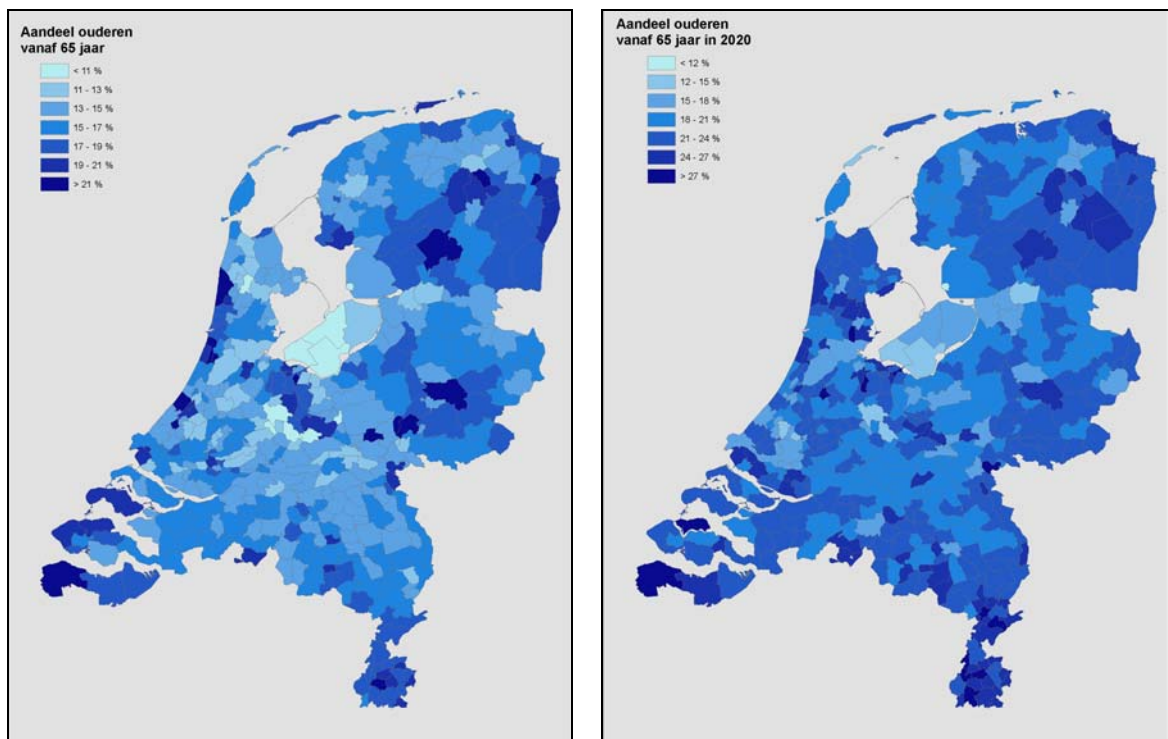 Aandeel ouderen
vanaf 65 jaar
< 11 %
11 - 13 %
13 - 15 %
15 - 17 %
17 - 19 %
19 - 21 %
> 21 %
Aandeel ouderen
vanaf 65 jaar in 2020
< 12 %
12 - 15 %
15 - 18 %
18 - 21 %
21 - 24 %
24 - 27 %
> 27 %